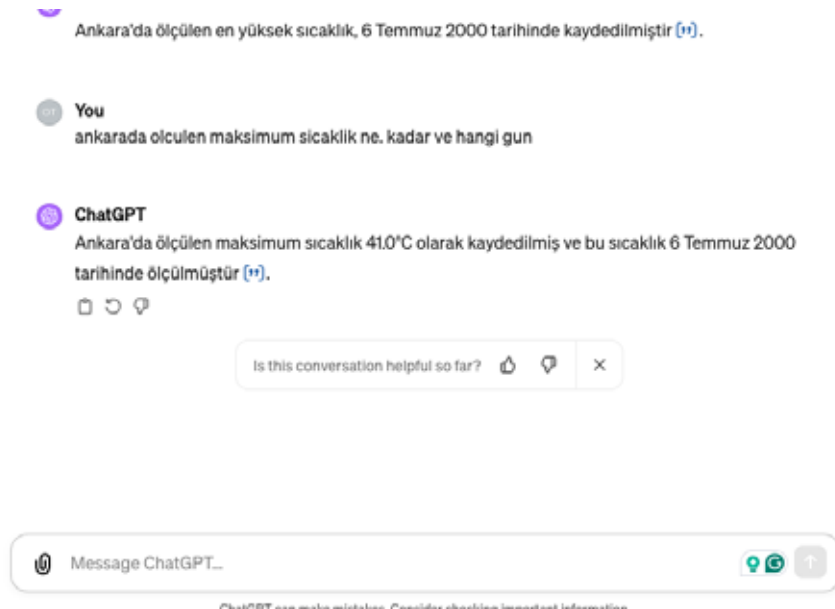 Ankara'da ölçülen en yüksek sıcaklık, 6 Temmuz 2000 tarihinde kaydedilmiştir ["].
You
ankarada olculen maksimum sicaklik ne. kadar ve hangi gun
ChatGPT
Ankara'da ölçülen maksimum sıcaklık 41.0°C olarak kaydedilmiş ve bu sıcaklık 6 Temmuz 2000
tarihinde ölçülmüştür ["].
Is this conversation helpful so far?
Message ChatGPT...
ChatGPT can make mistakes. Consider checking important information.